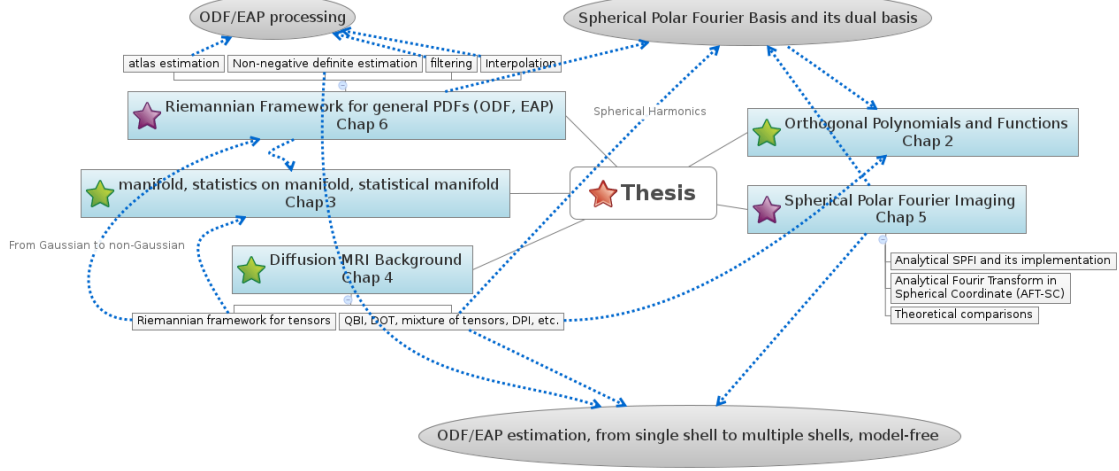 ODF/EAP processing
Spherical Polar Fourier Basis and its dual basis
atlas estimation
Non-negative definite estimation
filtering
Interpolation
Riemannian Framework for general PDFs (ODF, EAP)
Chap 6
Spherical Harmonics
Orthogonal Polynomials and Functions
Chap 2
Thesis
manifold, statistics on manifold, statistical manifold
Chap 3
Spherical Polar Fourier Imaging
Chap 5
From Gaussian to non-Gaussian
Diffusion MRI Background
Chap 4
Analytical SPFI and its implementation
Analytical Fourir Transform in
Spherical Coordinate (AFT-SC)
Theoretical comparisons
Riemannian framework for tensors
QBI, DOT, mixture of tensors, DPI, etc.
ODF/EAP estimation, from single shell to multiple shells, model-free